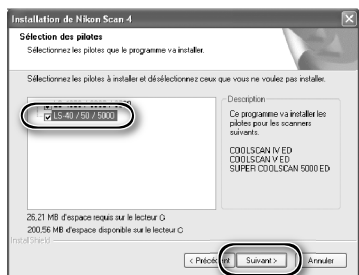 Installation de Nikon Scan 4
Sélection des pilotes
Sélectionnez les pilotes que le programme va installer.
Sélectionnez les pilotes à installer et désélectionnez ceux que vous ne voulez pas installer.
LS-40 / 50 / 5000
Description
Ce programme va installer les
pilotes pour les scanners
suivants.
COOLSCAN IV ED
COOLSCAN V ED
SUPER COOLSCAN 5000 ED
26,21 MB d'espace requis sur le lecteur C
200,56 MB d'espace disponible sur le lecteur C
InstallShield
< Précédent
Suivant >
Annuler